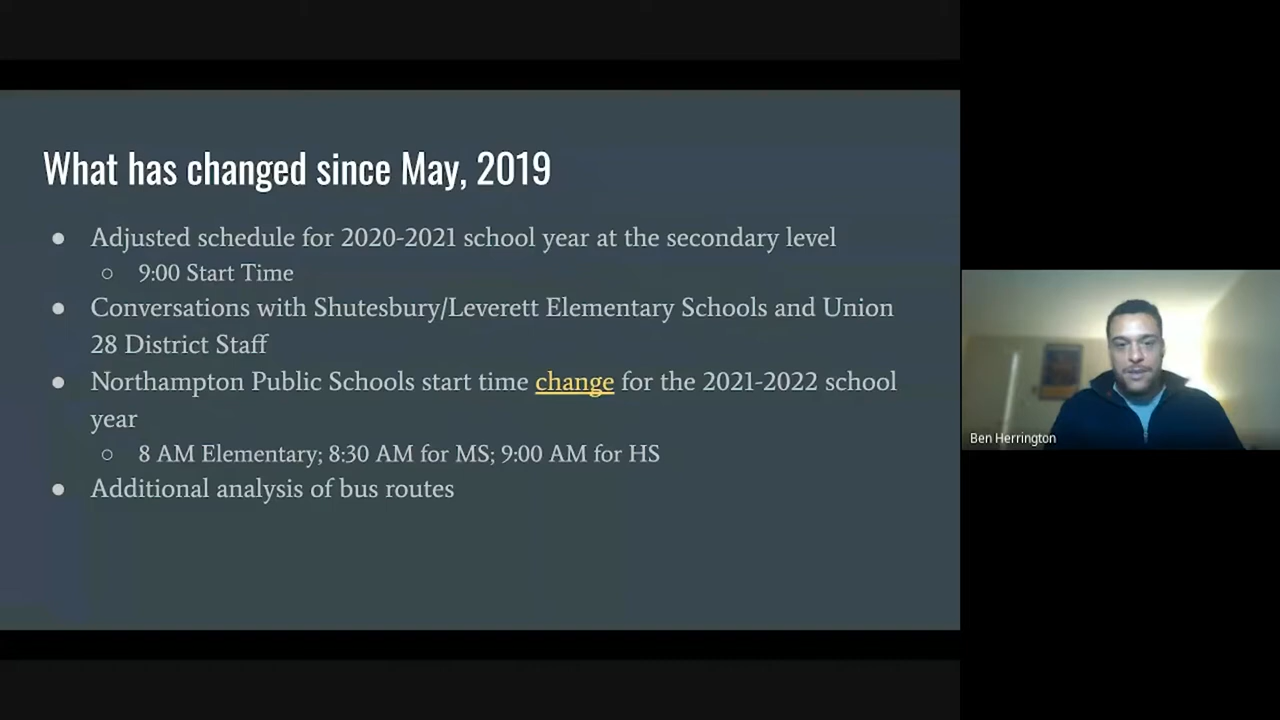 What has changed since May, 2019
● Adjusted schedule for 2020-2021 school year at the secondary level
○ 9:00 Start Time
● Conversations with Shutesbury/Leverett Elementary Schools and Union
28 District Staff
● Northampton Public Schools start time change for the 2021-2022 school
year
○ 8 AM Elementary; 8:30 AM for MS; 9:00 AM for HS
● Additional analysis of bus routes
Ben Herrington